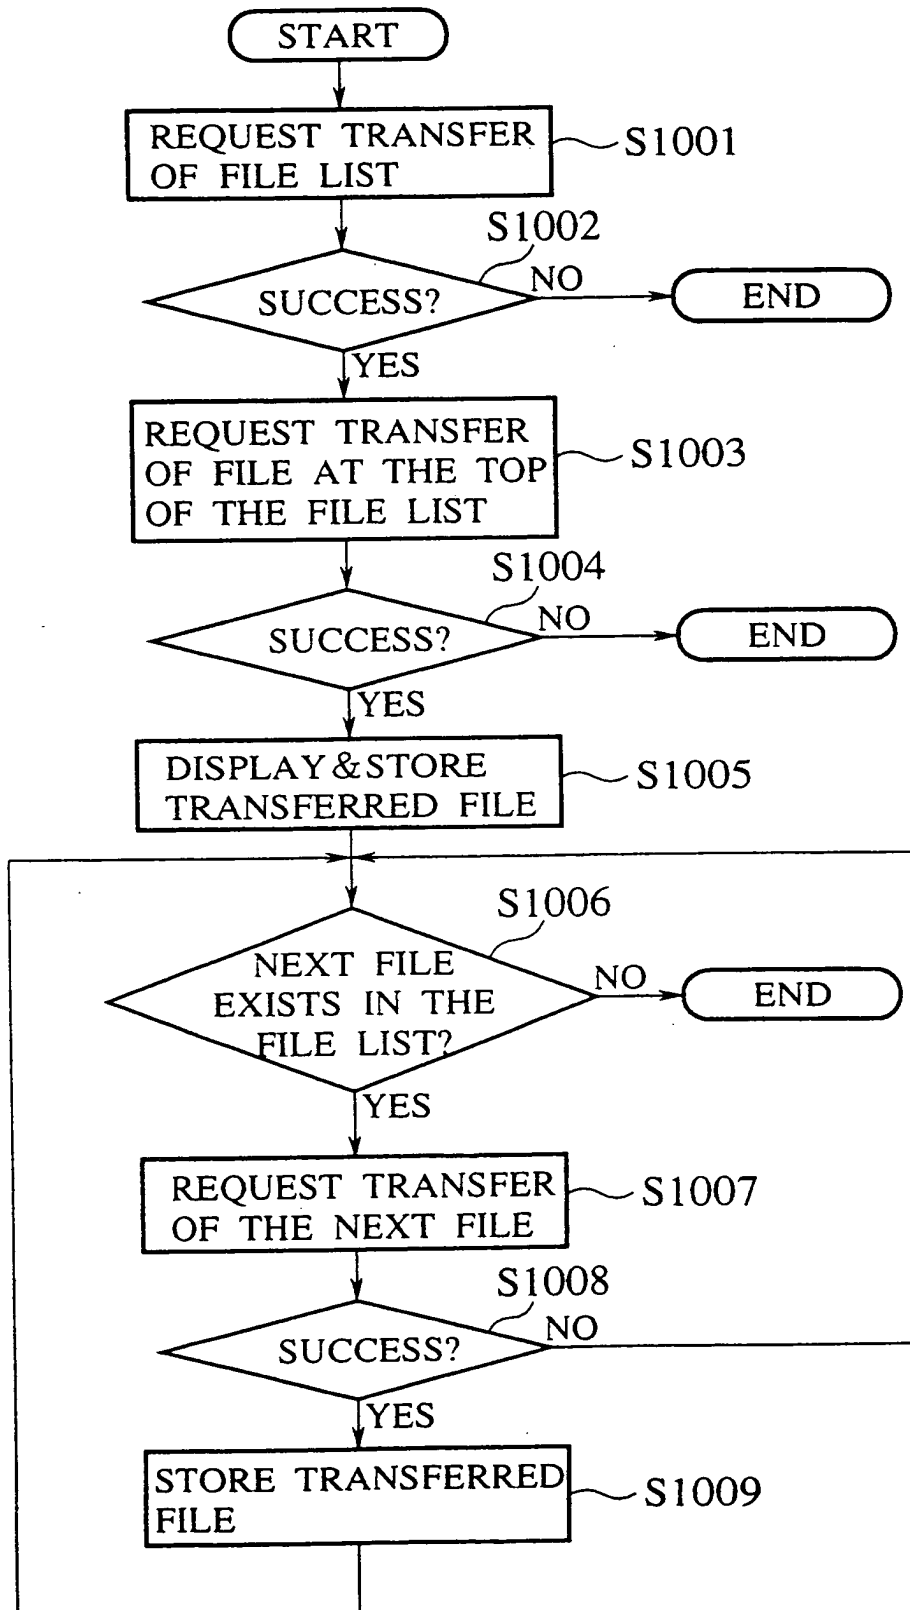 START
REQUEST TRANSFER
OF FILE LIST
S1001
S1002
SUCCESS?
NO
END
YES
REQUEST TRANSFER
OF FILE AT THE TOP
OF THE FILE LIST
S1003
S1004
SUCCESS?
NO
END
YES
DISPLAY&STORE
TRANSFERRED FILE
S1005
S1006
NEXT FILE
EXISTS IN THE
FILE LIST?
NO
END
YES
REQUEST TRANSFER
OF THE NEXT FILE
S1007
S1008
SUCCESS?
NO
YES
STORE TRANSFERRED
FILE
S1009